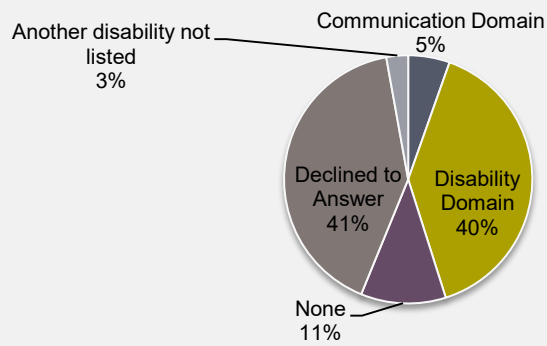 Communication Domain
5%
Another disability not
listed
3%
Declined to
Answer
41%
Disability
Domain
40%
None
11%